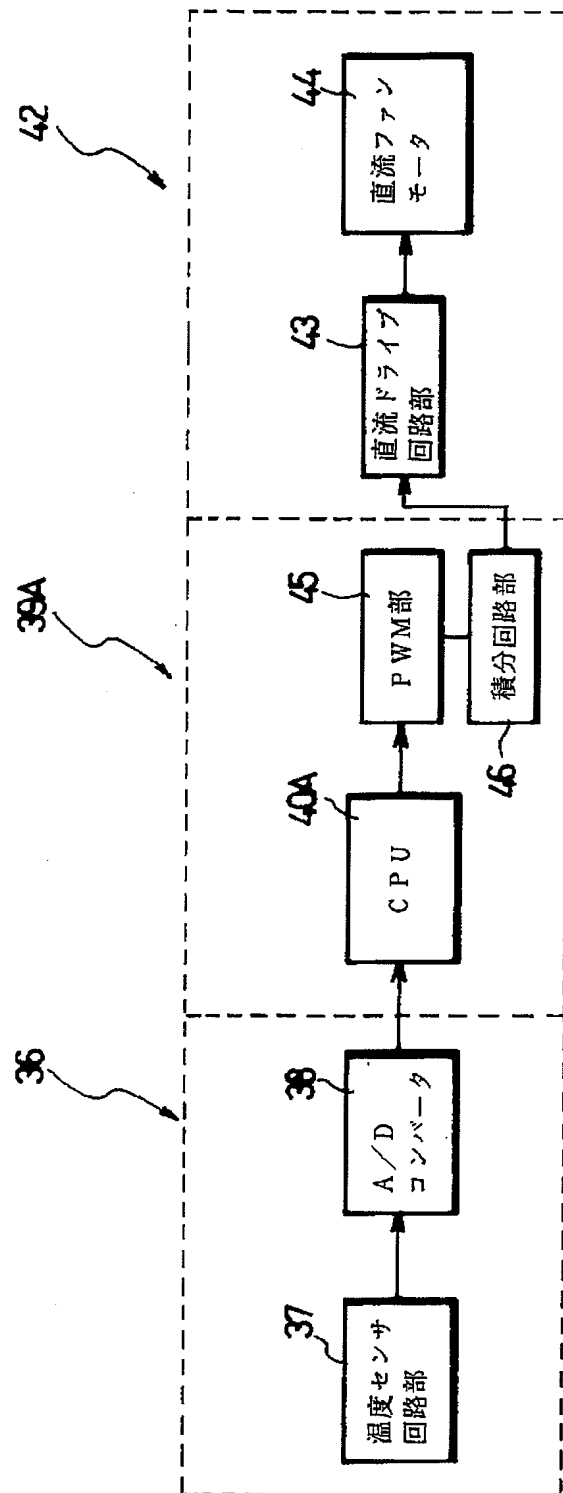 36
39A
42
37
温度センサ
回路部
38
A/D
コンバータ
40A
CPU
45
PWM部
46
積分回路部
43
直流ドライブ
回路部
44
直流ファン
モータ